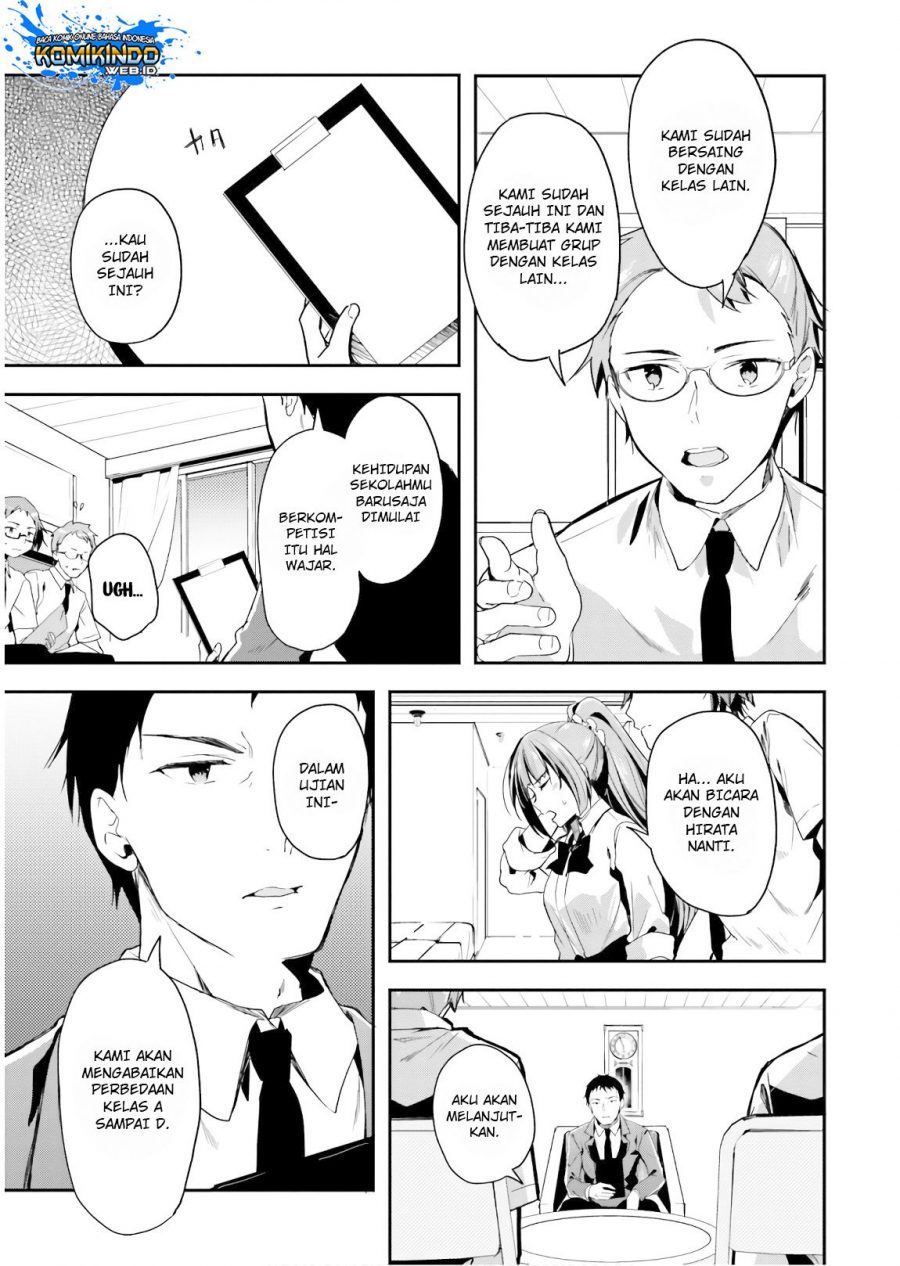 BACA KOMIK ONLINE BAHASA INDONESIA
KOMIKINDO
WEB.ID
KAMI SUDAH
BERSAING
DENGAN
KELAS LAIN.
KAMI SUDAH
SEJAUH INI DAN
TIBA-TIBA KAMI
MEMBUAT GRUP
DENGAN KELAS
LAIN...
カタ
...KAU
SUDAH
SEJAUH
INI?
KEHIDUPAN
SEKOLAHMU
BARUSAJA
DIMULAI
BERKOM-
PETISI
ITU HAL
WAJAR.
UGH...
HA... AKU
AKAN BICARA
DENGAN
HIRATA
NANTI.
AKU AKAN
MELANJUT-
KAN.
DALAM
UJIAN
INI-
KAMI AKAN
MENGABAIKAN
PERBEDAAN
KELAS A
SAMPAI D.